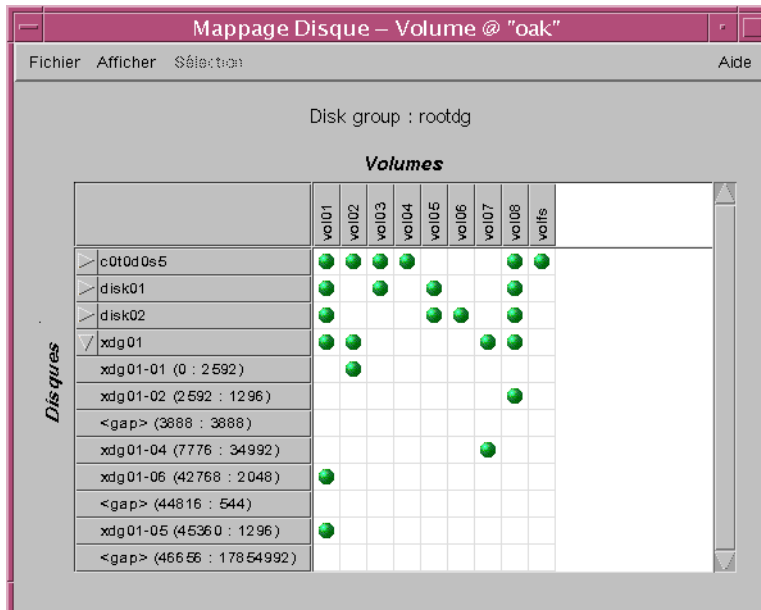 Mappage Disque – Volume @ "oak"
Fichier Afficher Sélection Aide
Disk group : rootdg
Volumes
vol01 vol02 vol03 vol04 vol05 vol06 vol07 vol08 volfs
Disques
c0t0d0s5
disk01
disk02
xdg01
xdg01-01 (0 : 2592)
xdg01-02 (2592 : 1296)
<gap> (3888 : 3888)
xdg01-04 (7776 : 34992)
xdg01-06 (42768 : 2048)
<gap> (44816 : 544)
xdg01-05 (45360 : 1296)
<gap> (46656 : 17854992)